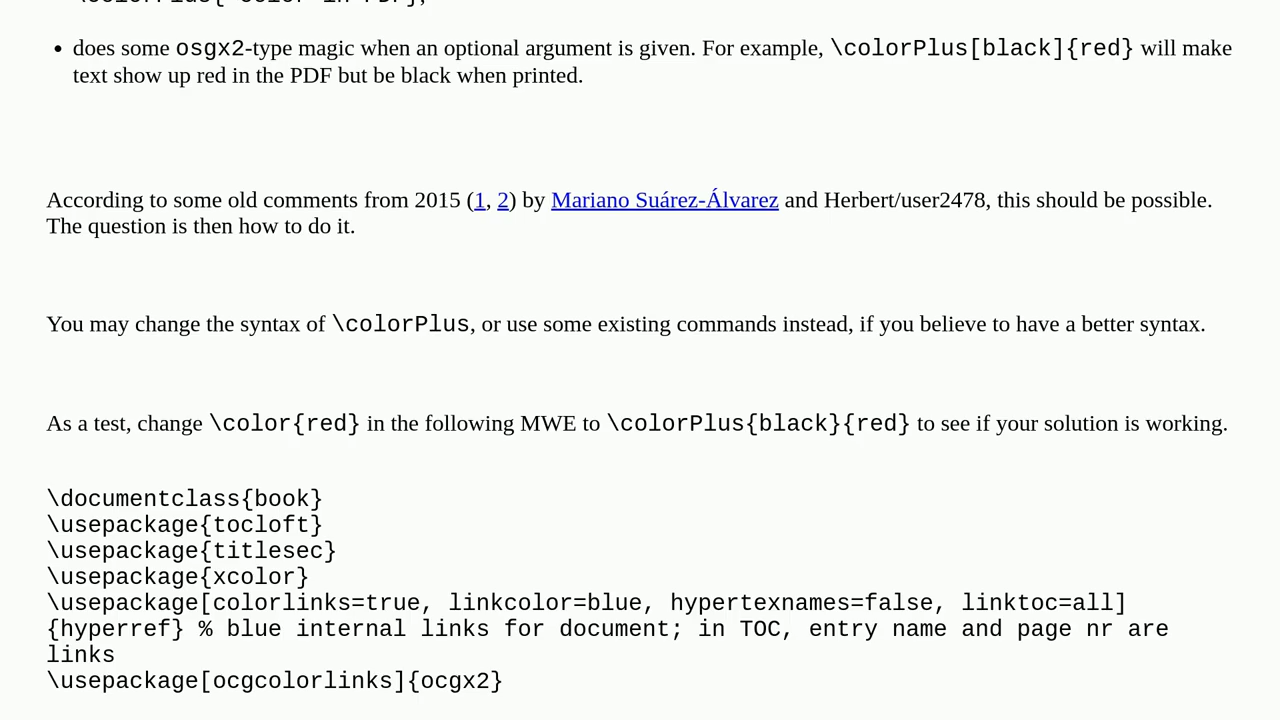 \colorPlus{ color in PDF};
• does some osgx2-type magic when an optional argument is given. For example, \colorPlus[black]{red} will make
text show up red in the PDF but be black when printed.
According to some old comments from 2015 (1, 2) by Mariano Suárez-Álvarez and Herbert/user2478, this should be possible.
The question is then how to do it.
You may change the syntax of \colorPlus, or use some existing commands instead, if you believe to have a better syntax.
As a test, change \color{red} in the following MWE to \colorPlus{black}{red} to see if your solution is working.
\documentclass{book}
\usepackage{tocloft}
\usepackage{titlesec}
\usepackage{xcolor}
\usepackage[colorlinks=true, linkcolor=blue, hypertexnames=false, linktoc=all]
{hyperref} % blue internal links for document; in TOC, entry name and page nr are
links
\usepackage[ocgcolorlinks]{ocgx2}